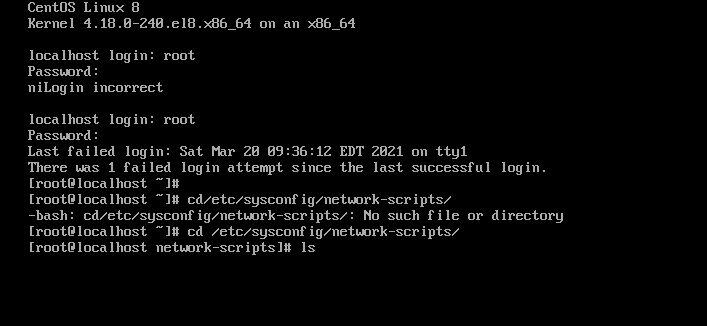 CentOS Linux 8
Kernel 4.18.0-240.el8.x86_64 on an x86_64
localhost login: root
Password:
niLogin incorrect
localhost login: root
Password:
Last failed login: Sat Mar 20 09:36:12 EDT 2021 on tty1
There was 1 failed login attempt since the last successful login.
[root@localhost ~]#
[root@localhost ~]# cd/etc/sysconfig/network-scripts/
-bash: cd/etc/sysconfig/network-scripts/: No such file or directory
[root@localhost ~]# cd /etc/sysconfig/network-scripts/
[root@localhost network-scripts]# ls